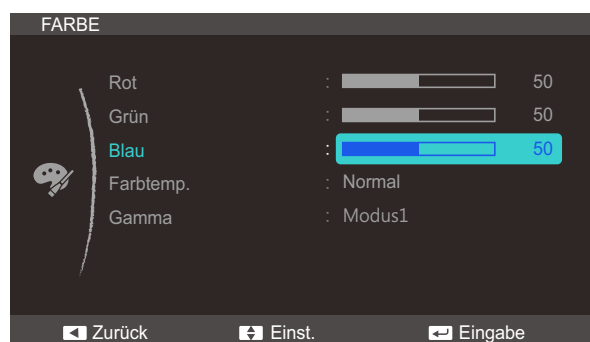 FARBE
Rot : 50
Grün : 50
Blau : 50
Farbtemp. : Normal
Gamma : Modus1
Zurück Einst. Eingabe